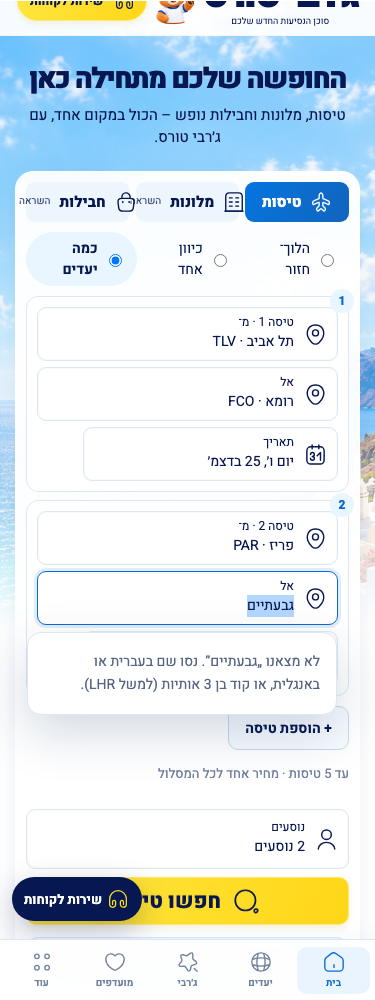 שירות לקוחות
סוכן הנסיעות החדש שלכם
החופשה שלכם מתחילה כאן
טיסות, מלונות וחבילות נופש – הכול במקום אחד, עם
ג׳רבי טורס.
טיסות
מלונות
השראה
חבילות
השראה
הלוך־
חזור
כיוון
אחד
כמה
יעדים
1
טיסה 1 · מ־
תל אביב · TLV
אל
רומא · FCO
תאריך
יום ו׳, 25 בדצמ׳
2
טיסה 2 · מ־
פריז · PAR
אל
גבעתיים
לא מצאנו „גבעתיים”. נסו שם בעברית או
באנגלית, או קוד בן 3 אותיות (למשל LHR).
+ הוספת טיסה
עד 5 טיסות · מחיר אחד לכל המסלול
נוסעים
2 נוסעים
חפשו טי
שירות לקוחות
בית
יעדים
ג׳רבי
מועדפים
עוד